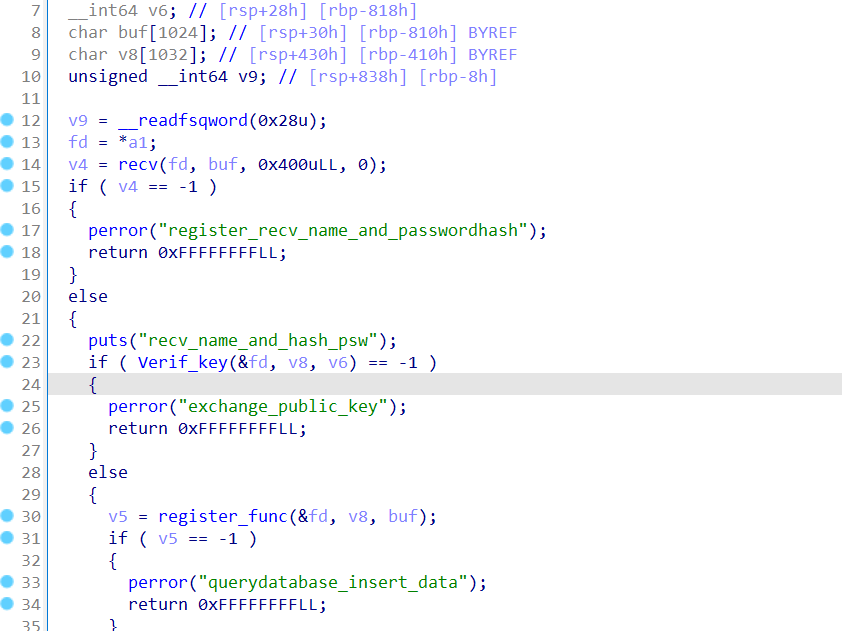 7 __int64 v6; // [rsp+28h] [rbp-818h]
8 char buf[1024]; // [rsp+30h] [rbp-810h] BYREF
9 char v8[1032]; // [rsp+430h] [rbp-410h] BYREF
10 unsigned __int64 v9; // [rsp+838h] [rbp-8h]
11
12 v9 = __readfsqword(0x28u);
13 fd = *a1;
14 v4 = recv(fd, buf, 0x400uLL, 0);
15 if ( v4 == -1 )
16 {
17 perror("register_recv_name_and_passwordhash");
18 return 0xFFFFFFFFLL;
19 }
20 else
21 {
22 puts("recv_name_and_hash_psw");
23 if ( Verif_key(&fd, v8, v6) == -1 )
24 {
25 perror("exchange_public_key");
26 return 0xFFFFFFFFLL;
27 }
28 else
29 {
30 v5 = register_func(&fd, v8, buf);
31 if ( v5 == -1 )
32 {
33 perror("querydatabase_insert_data");
34 return 0xFFFFFFFFLL;
35 }